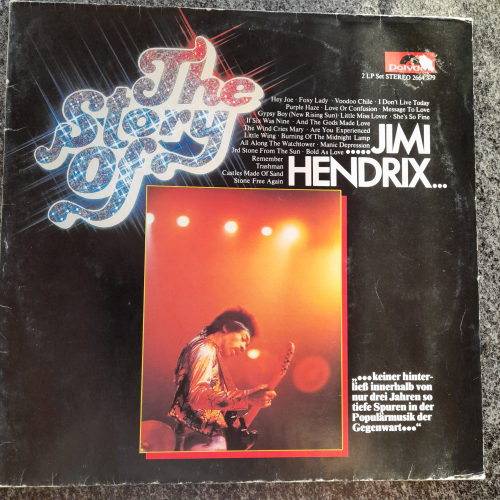 The
Story
Of...
Polydor
2 LP Set STEREO 2664 379
Hey Joe · Foxy Lady · Voodoo Chile · I Don't Live Today
Purple Haze · Love Or Confusion · Message To Love
Gypsy Boy (New Rising Sun) · Little Miss Lover · She's So Fine
If Six Was Nine · And The Gods Made Love
The Wind Cries Mary · Are You Experienced
Little Wing · Burning Of The Midnight Lamp
All Along The Watchtower · Manic Depression
3rd Stone From The Sun · Bold As Love
Remember
Trashman
Castles Made Of Sand
Stone Free Again
.....JIMI
HENDRIX...
„•••keiner hinter-
ließ innerhalb von
nur drei Jahren so
tiefe Spuren in der
Populärmusik der
Gegenwart•••“